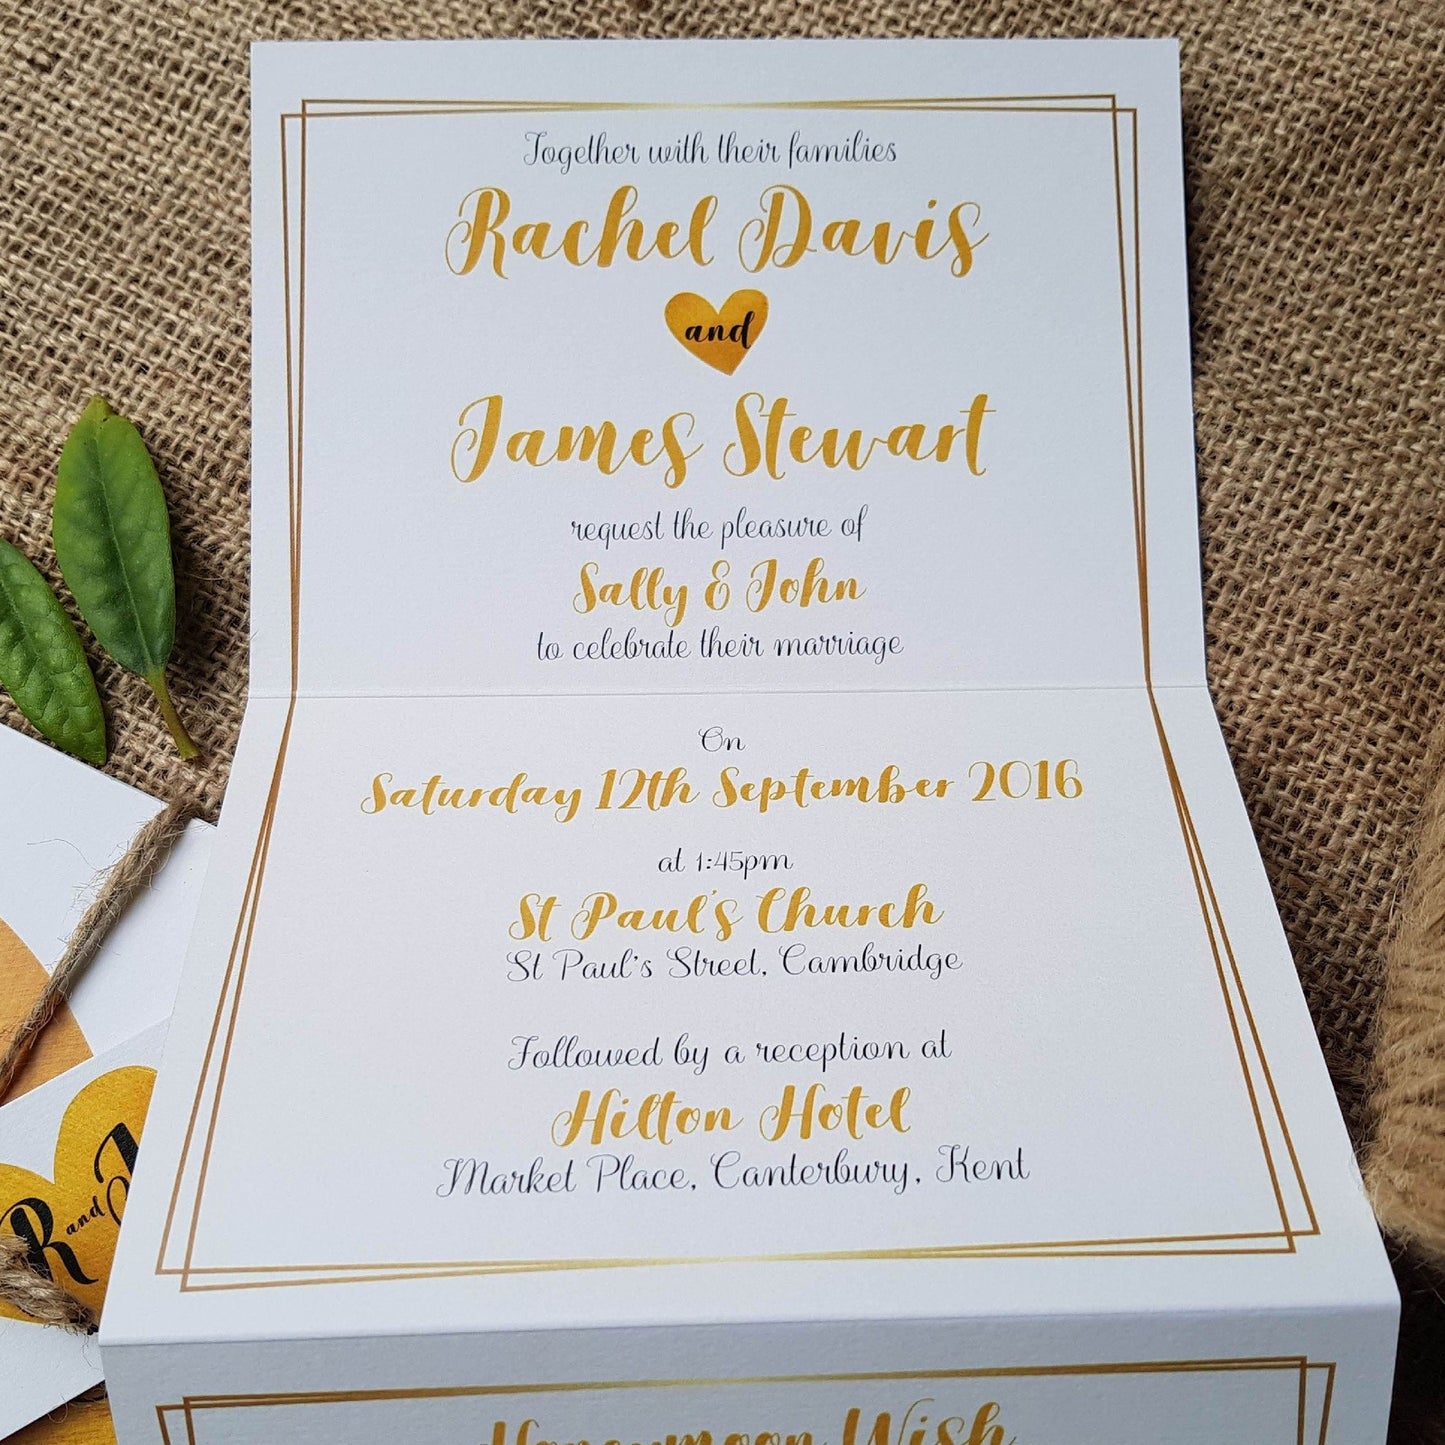 Together with their families
Rachel Davis
and
James Stewart
request the pleasure of
Sally & John
to celebrate their marriage
On
Saturday 12th September 2016
at 1:45pm
St Paul's Church
St Paul's Street, Cambridge
Followed by a reception at
Hilton Hotel
Market Place, Canterbury, Kent
Honeymoon Wish
R and J